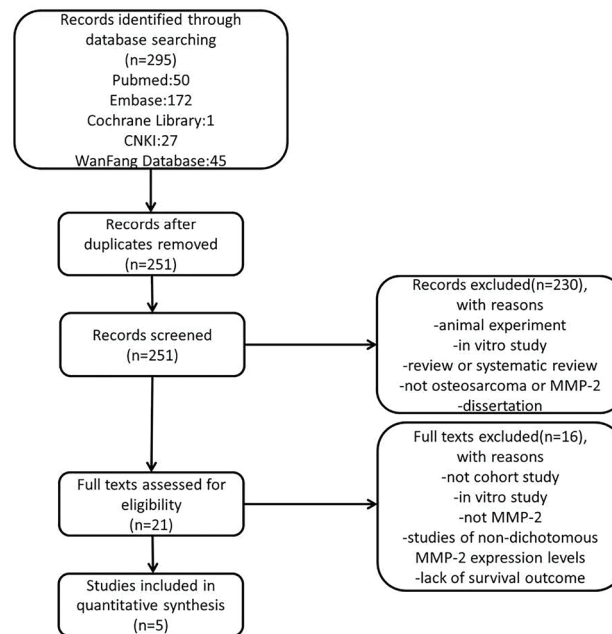 Records identified through
database searching
(n=295)
Pubmed:50
Embase:172
Cochrane Library:1
CNKI:27
WanFang Database:45
Records after
duplicates removed
(n=251)
Records screened
(n=251)
Records excluded(n=230),
with reasons
-animal experiment
-in vitro study
-review or systematic review
-not osteosarcoma or MMP-2
-dissertation
Full texts assessed for
eligibility
(n=21)
Full texts excluded(n=16),
with reasons
-not cohort study
-in vitro study
-not MMP-2
-studies of non-dichotomous
MMP-2 expression levels
-lack of survival outcome
Studies included in
quantitative synthesis
(n=5)